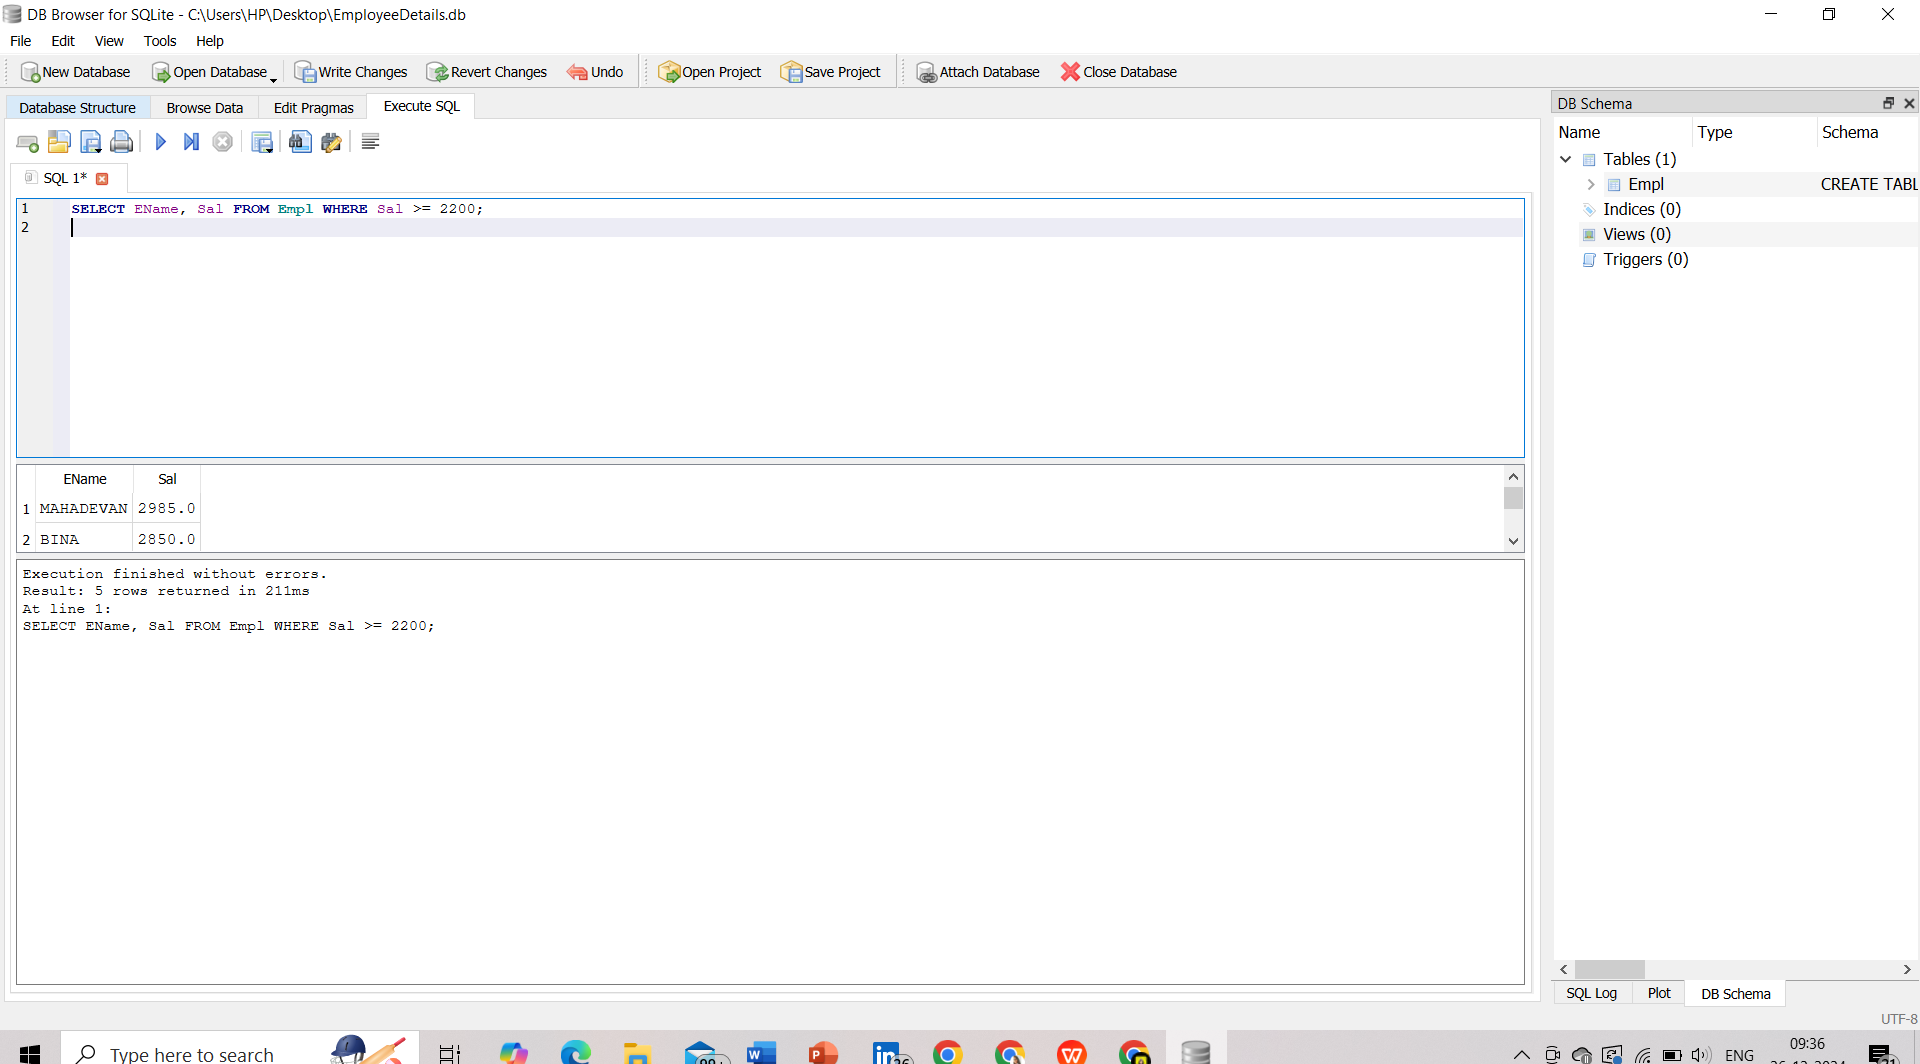 DB Browser for SQLite - C:\Users\HP\Desktop\EmployeeDetails.db
File Edit View Tools Help
New Database Open Database Write Changes Revert Changes Undo Open Project Save Project Attach Database Close Database
Database Structure Browse Data Edit Pragmas Execute SQL
SQL 1*
1 SELECT EName, Sal FROM Empl WHERE Sal >= 2200;
2
EName Sal
1 MAHADEVAN 2985.0
2 BINA 2850.0
Execution finished without errors.
Result: 5 rows returned in 211ms
At line 1:
SELECT EName, Sal FROM Empl WHERE Sal >= 2200;
DB Schema
Name Type Schema
Tables (1)
Empl CREATE TABL
Indices (0)
Views (0)
Triggers (0)
SQL Log Plot DB Schema
UTF-8
Type here to search
ENG
09:36